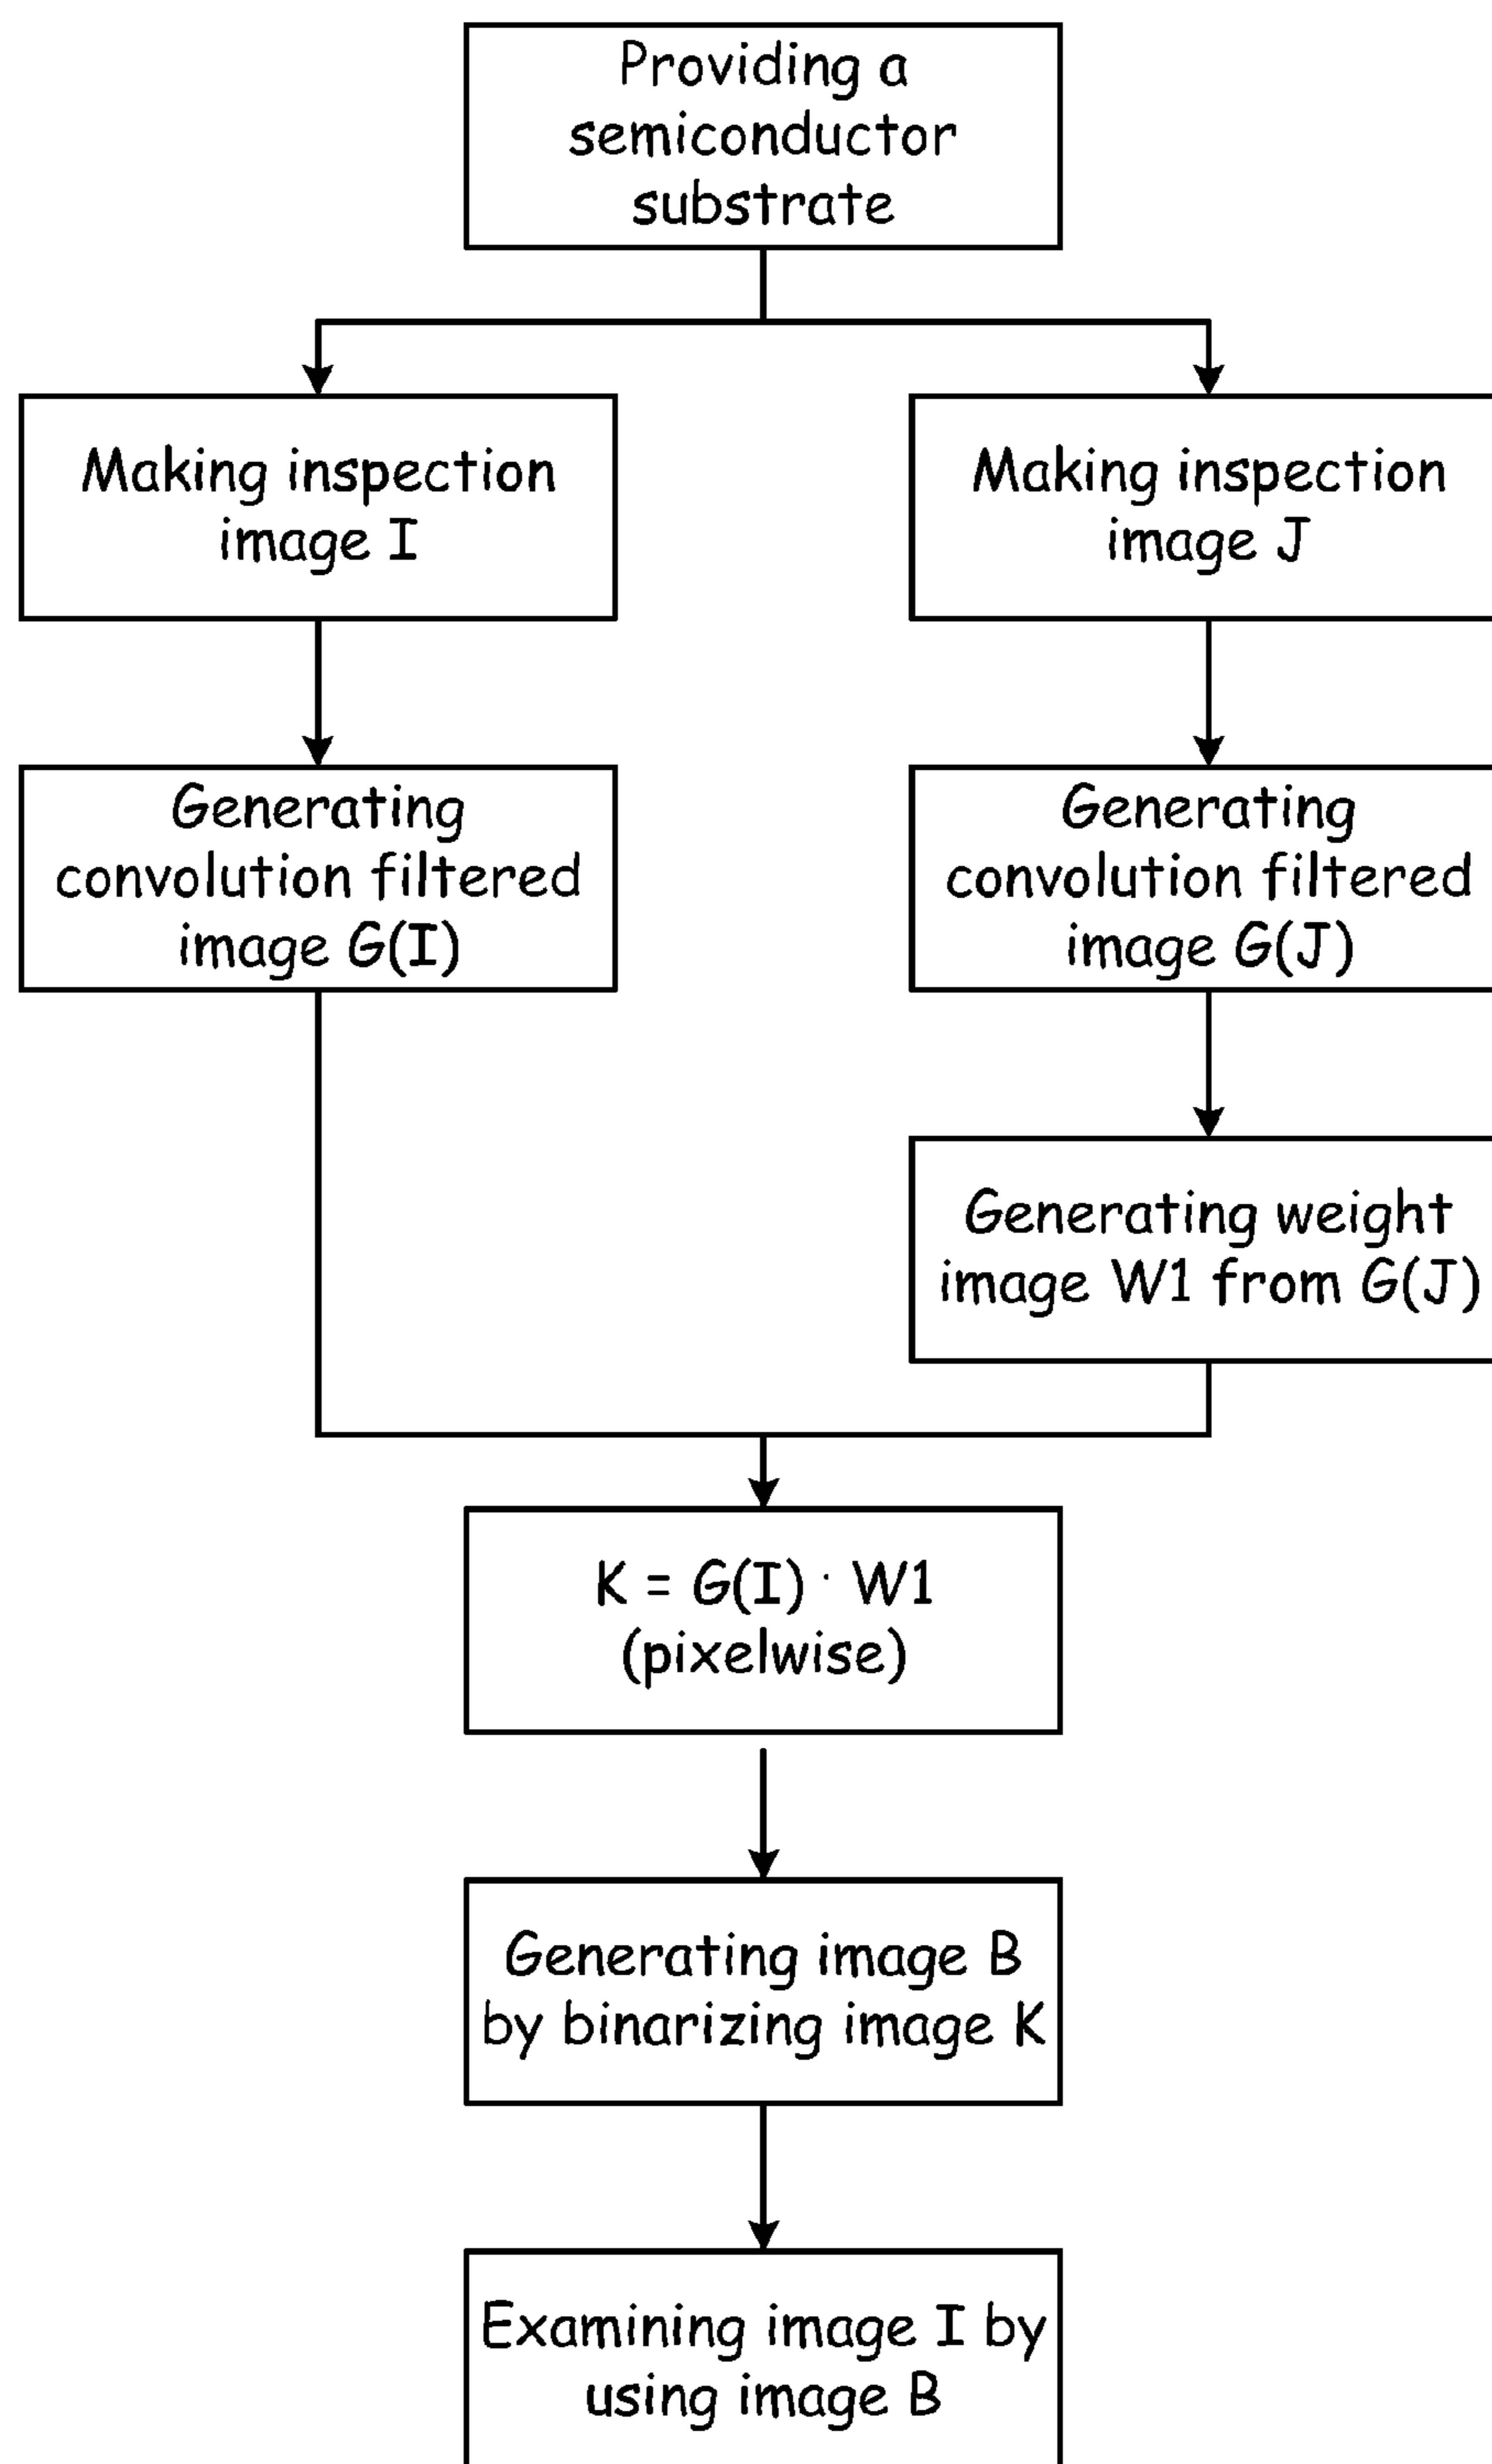 Providing a
semiconductor
substrate
Making inspection
image I
Making inspection
image J
Generating
convolution filtered
image G(I)
Generating
convolution filtered
image G(J)
Generating weight
image W1 from G(J)
K = G(I) · W1
(pixelwise)
Generating image B
by binarizing image K
Examining image I by
using image B